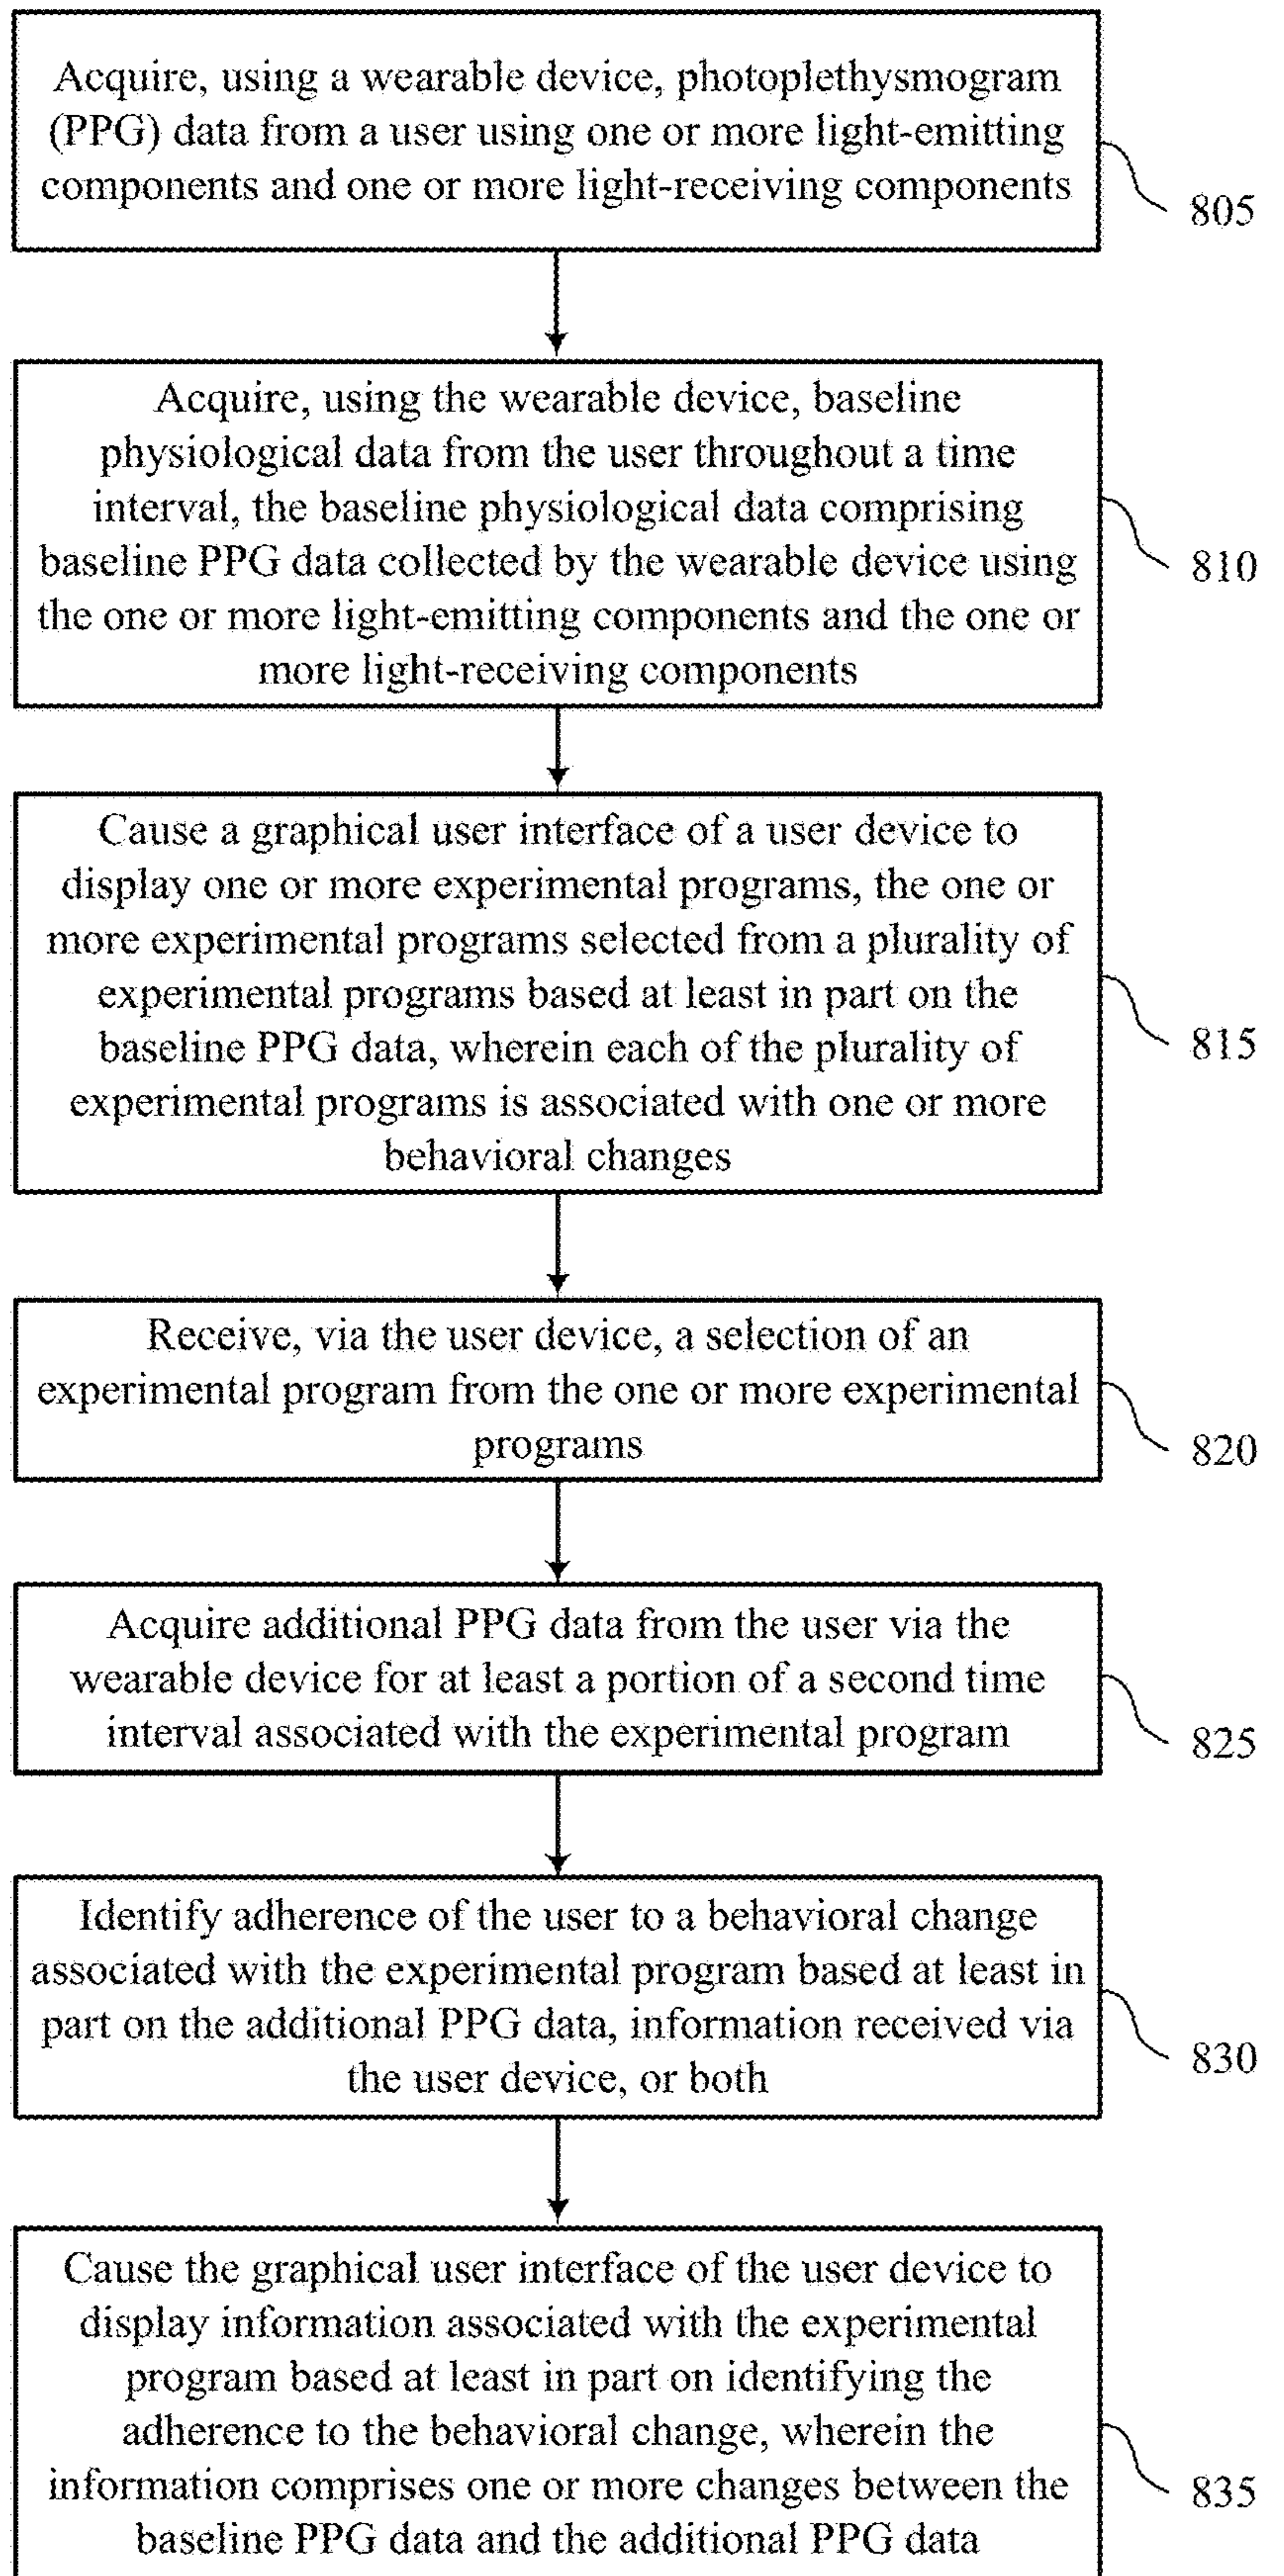 Acquire, using a wearable device, photoplethysmogram
(PPG) data from a user using one or more light-emitting
components and one or more light-receiving components
805
Acquire, using the wearable device, baseline
physiological data from the user throughout a time
interval, the baseline physiological data comprising
baseline PPG data collected by the wearable device using
the one or more light-emitting components and the one or
more light-receiving components
810
Cause a graphical user interface of a user device to
display one or more experimental programs, the one or
more experimental programs selected from a plurality of
experimental programs based at least in part on the
baseline PPG data, wherein each of the plurality of
experimental programs is associated with one or more
behavioral changes
815
Receive, via the user device, a selection of an
experimental program from the one or more experimental
programs
820
Acquire additional PPG data from the user via the
wearable device for at least a portion of a second time
interval associated with the experimental program
825
Identify adherence of the user to a behavioral change
associated with the experimental program based at least in
part on the additional PPG data, information received via
the user device, or both
830
Cause the graphical user interface of the user device to
display information associated with the experimental
program based at least in part on identifying the
adherence to the behavioral change, wherein the
information comprises one or more changes between the
baseline PPG data and the additional PPG data
835